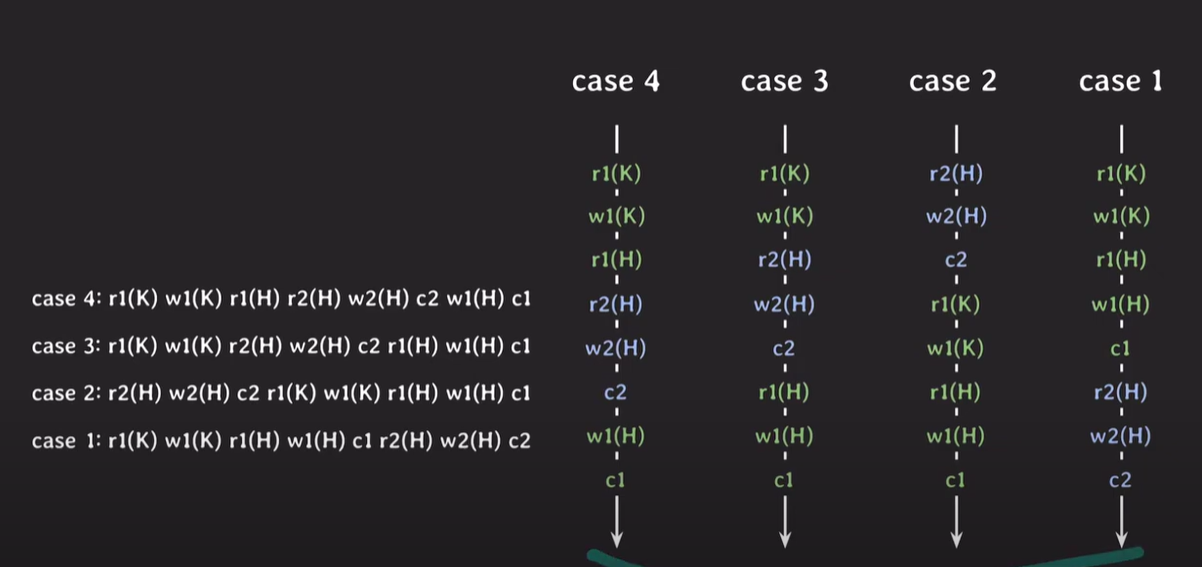 case 4
case 3
case 2
case 1
r1(K)
r1(K)
r2(H)
r1(K)
w1(K)
w1(K)
w2(H)
w1(K)
r1(H)
r2(H)
c2
r1(H)
case 4: r1(K) w1(K) r1(H) r2(H) w2(H) c2 w1(H) c1
r2(H)
w2(H)
r1(K)
w1(H)
case 3: r1(K) w1(K) r2(H) w2(H) c2 r1(H) w1(H) c1
w2(H)
c2
w1(K)
c1
case 2: r2(H) w2(H) c2 r1(K) w1(K) r1(H) w1(H) c1
c2
r1(H)
r1(H)
r2(H)
case 1: r1(K) w1(K) r1(H) w1(H) c1 r2(H) w2(H) c2
w1(H)
w1(H)
w1(H)
w2(H)
c1
c1
c1
c2